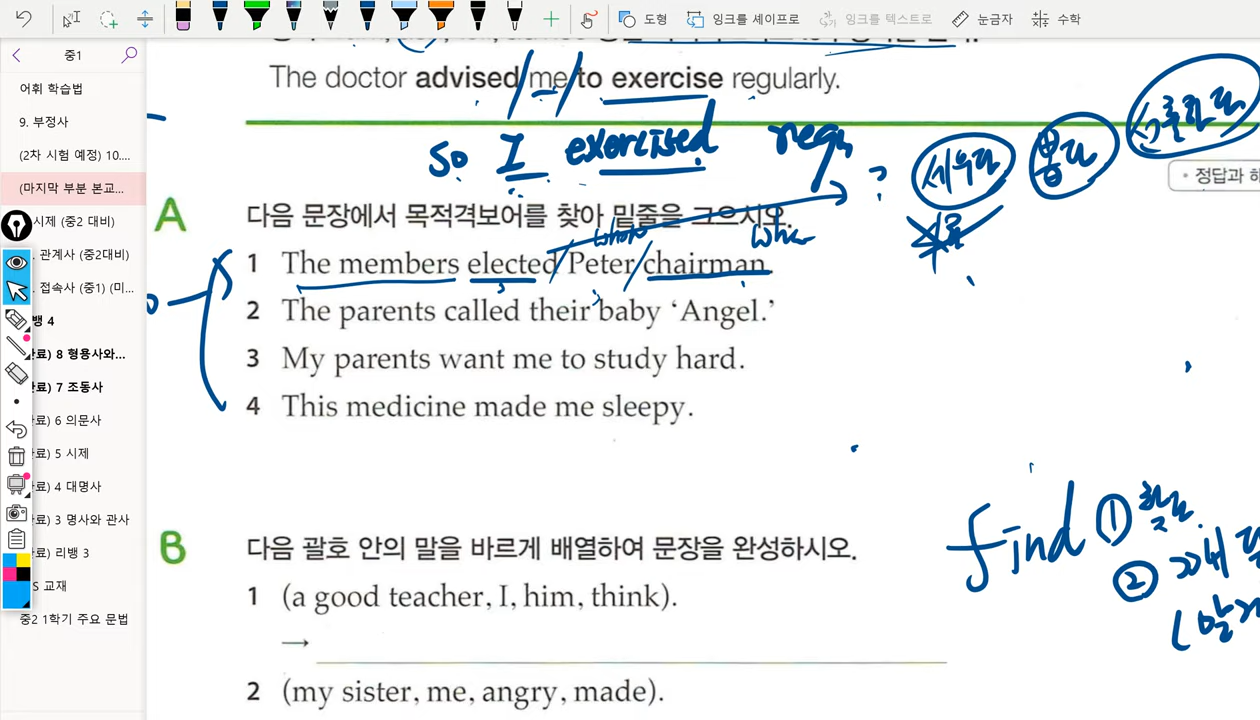 도형
잉크를 셰이프로
잉크를 텍스트로
눈금자
수학
중1
어휘 학습법
9. 부정사
(2차 시험 예정) 10....
(마지막 부분 본교...
시제 (중2 대비)
. 관계사 (중2대비)
. 접속사 (중1) (미...
뱅 4
료) 8 형용사와...
료) 7 조동사
료) 6 의문사
료) 5 시제
료) 4 대명사
료) 3 명사와 관사
료) 리뱅 3
S 교재
중2 1학기 주요 문법
The doctor advised me to exercise regularly.
so I exercised
? 세우다 뽑다
• 정답과 해
A 다음 문장에서 목적격보어를 찾아 밑줄을 그으시오.
1 The members elected Peter chairman.
2 The parents called their baby ‘Angel.’
3 My parents want me to study hard.
4 This medicine made me sleepy.
find ①
②
B 다음 괄호 안의 말을 바르게 배열하여 문장을 완성하시오.
1 (a good teacher, I, him, think).
→
2 (my sister, me, angry, made).